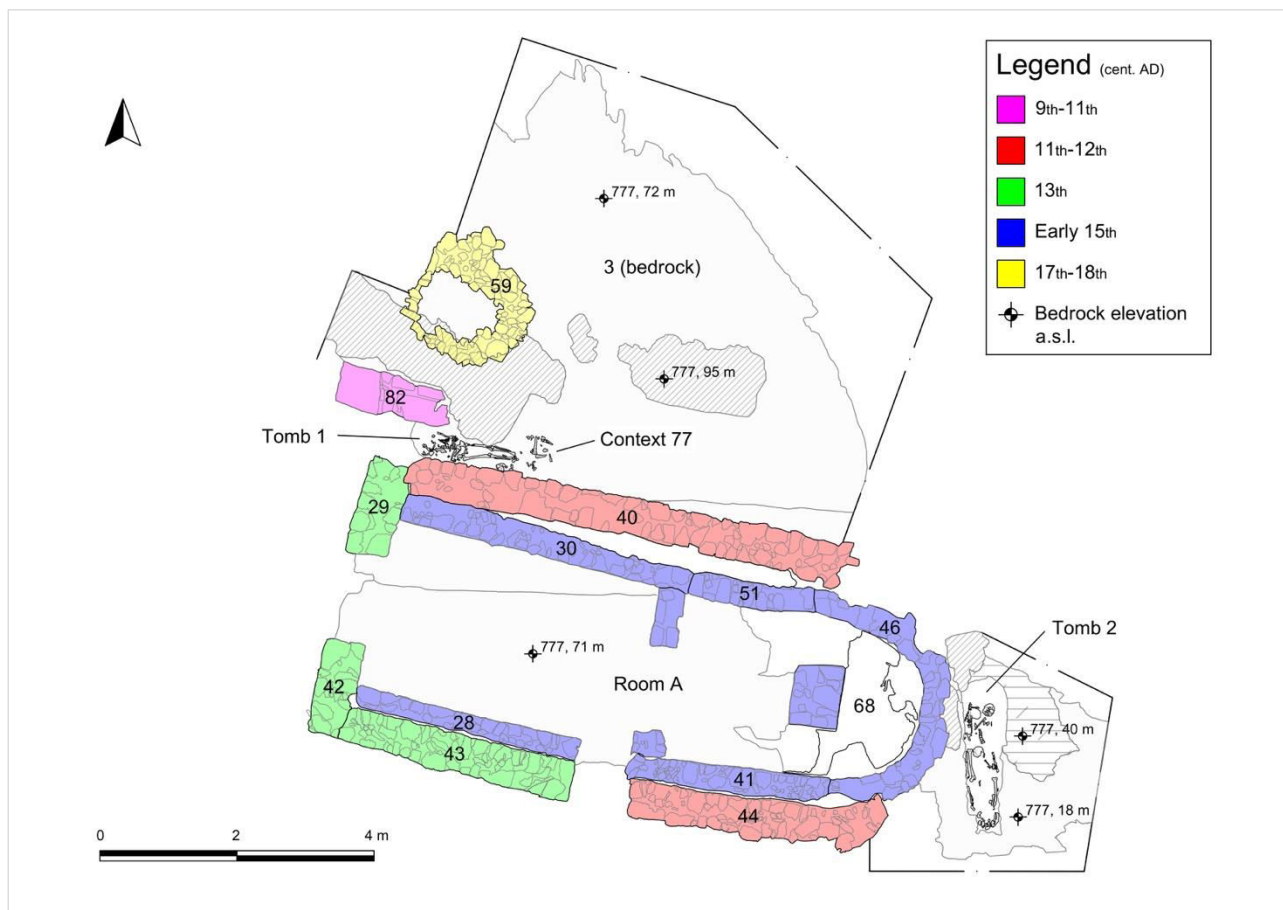 Legend (cent. AD)
9th-11th
11th-12th
13th
Early 15th
17th-18th
Bedrock elevation
a.s.l.
777, 72 m
3 (bedrock)
59
777, 95 m
82
Tomb 1
Context 77
29
40
30
51
46
Tomb 2
777, 71 m
Room A
42
68
28
777, 40 m
43
41
44
777, 18 m
0
2
4 m